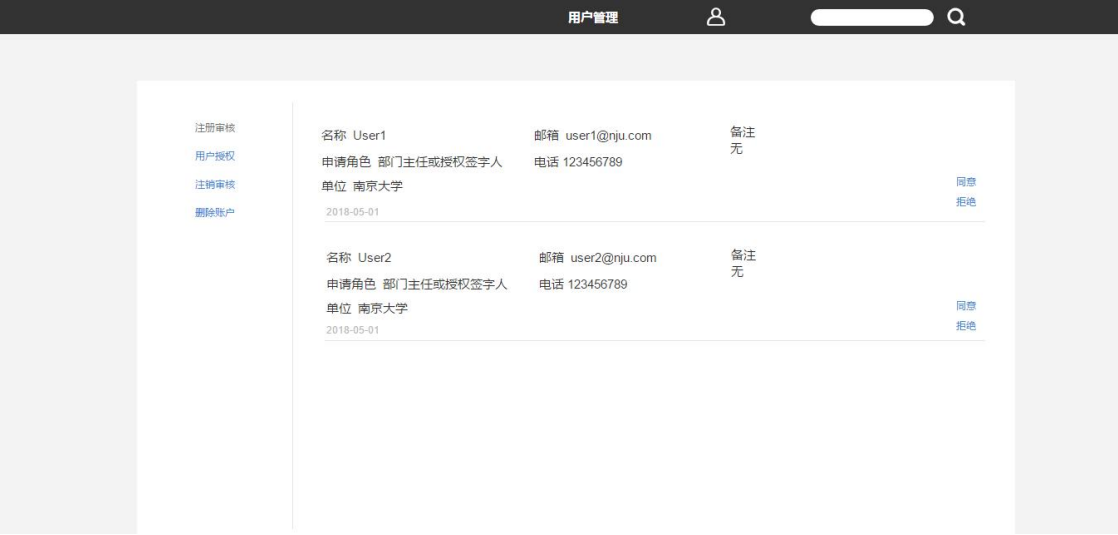 用户管理
注册审核
用户授权
注销审核
删除账户
名称 User1
邮箱 user1@nju.com
备注
无
申请角色 部门主任或授权签字人
电话 123456789
单位 南京大学
同意
拒绝
2018-05-01
名称 User2
邮箱 user2@nju.com
备注
无
申请角色 部门主任或授权签字人
电话 123456789
单位 南京大学
同意
拒绝
2018-05-01